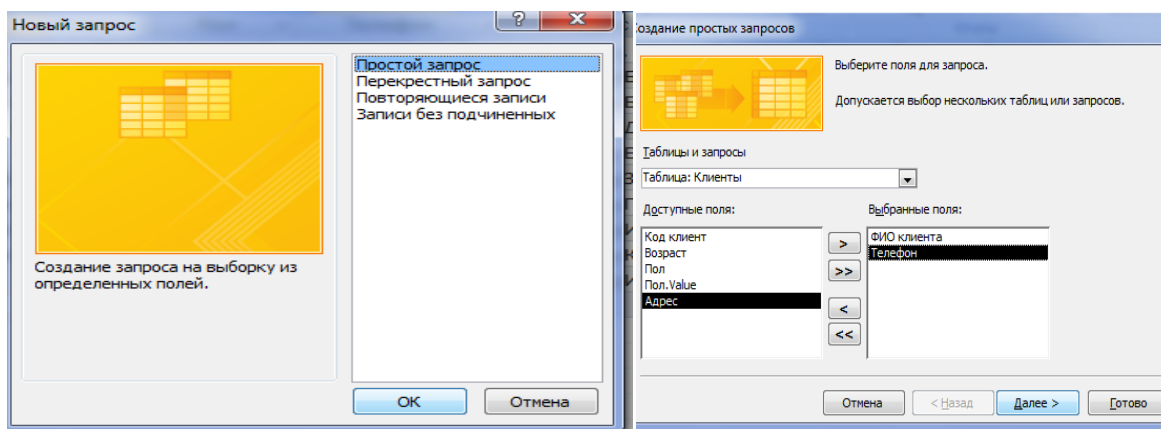 Новый запрос
Простой запрос
Перекрестный запрос
Повторяющиеся записи
Записи без подчиненных
Создание запроса на выборку из
определенных полей.
ОК
Отмена
Создание простых запросов
Выберите поля для запроса.
Допускается выбор нескольких таблиц или запросов.
Таблицы и запросы
Таблица: Клиенты
Доступные поля:
Выбранные поля:
Код клиент
Возраст
Пол
Пол.Value
Адрес
>
>>
<
<<
ФИО клиента
Телефон
Отмена
< Назад
Далее >
Готово